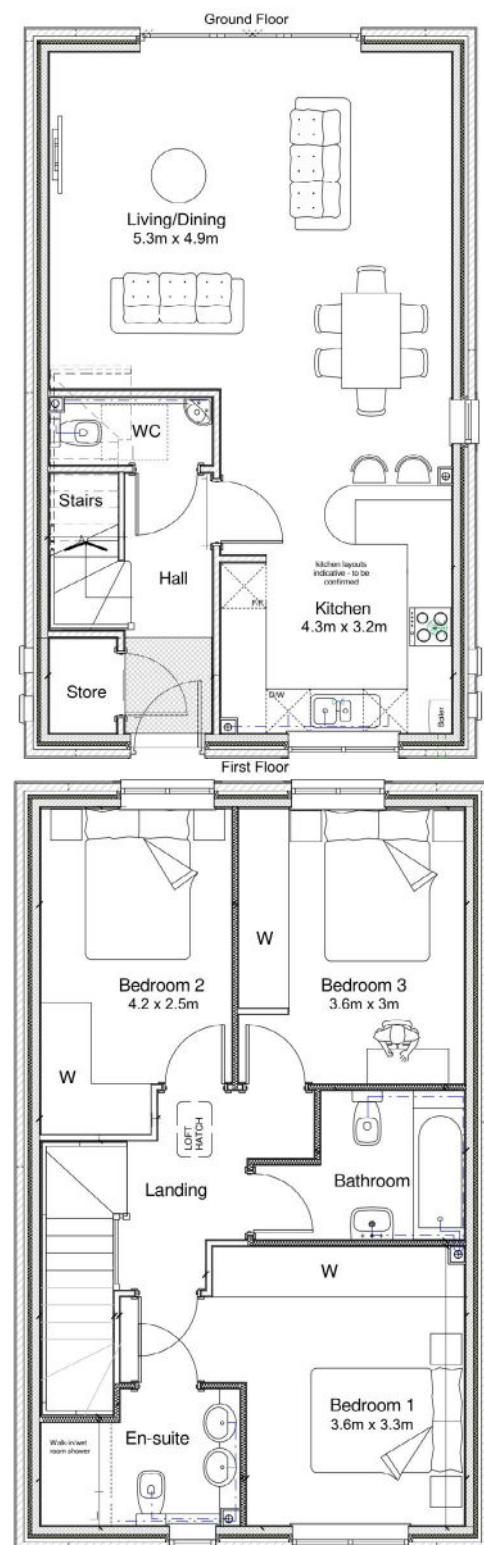 Ground Floor
Living/Dining
5.3m x 4.9m
WC
Stairs
Hall
kitchen layouts
indicative - to be
confirmed
F/F
Kitchen
4.3m x 3.2m
Store
D/W
Boiler
First Floor
W
Bedroom 2
4.2 x 2.5m
Bedroom 3
3.6m x 3m
W
LOFT
HATCH
Landing
Bathroom
W
Bedroom 1
3.6m x 3.3m
En-suite
Walk-in/wet
room shower